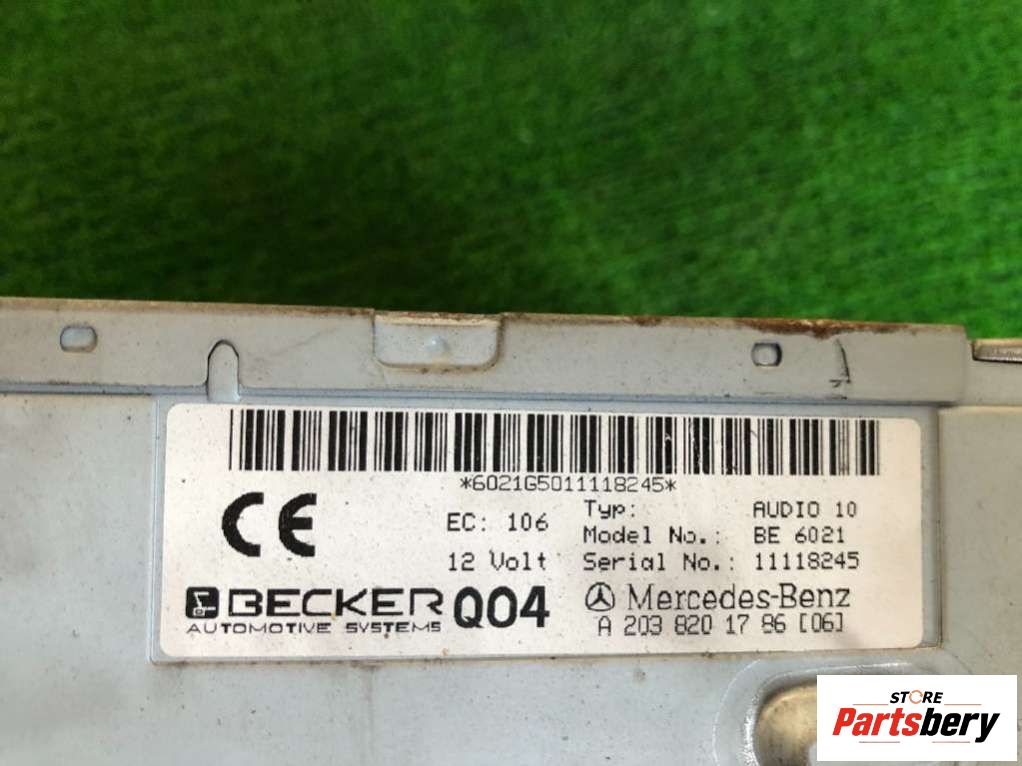 *6021G5011118245*
CE
EC: 106
12 Volt
Typ: AUDIO 10
Model No.: BE 6021
Serial No.: 11118245
BECKER
AUTOMOTIVE SYSTEMS
Q04
Mercedes-Benz
A 203 820 17 86 [06]
STORE
Partsbery